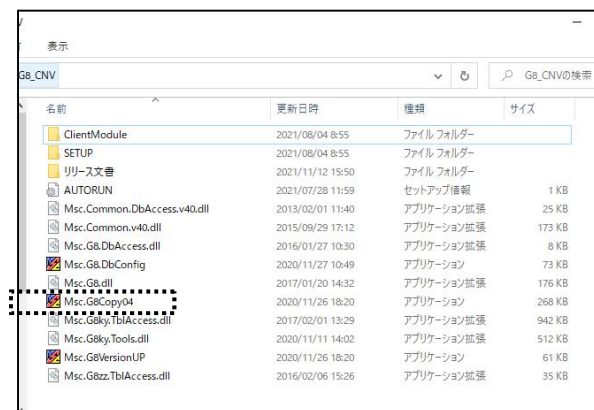 表示
G8_CNV
G8_CNVの検索
名前 更新日時 種類 サイズ
ClientModule 2021/08/04 8:55 ファイル フォルダー
SETUP 2021/08/04 8:55 ファイル フォルダー
リリース文書 2021/11/12 15:50 ファイル フォルダー
AUTORUN 2021/07/28 11:59 セットアップ情報 1 KB
Msc.Common.DbAccess.v40.dll 2013/02/01 11:40 アプリケーション拡張 25 KB
Msc.Common.v40.dll 2015/09/29 17:12 アプリケーション拡張 173 KB
Msc.G8.DbAccess.dll 2016/01/27 10:30 アプリケーション拡張 8 KB
Msc.G8.DbConfig 2020/11/27 10:49 アプリケーション 73 KB
Msc.G8.dll 2017/01/20 14:32 アプリケーション拡張 176 KB
Msc.G8Copy04 2020/11/26 18:20 アプリケーション 268 KB
Msc.G8ky.TblAccess.dll 2017/02/01 13:29 アプリケーション拡張 942 KB
Msc.G8ky.Tools.dll 2020/11/11 14:02 アプリケーション拡張 512 KB
Msc.G8VersionUP 2020/11/26 18:20 アプリケーション 61 KB
Msc.G8zz.TblAccess.dll 2016/02/06 15:26 アプリケーション拡張 35 KB